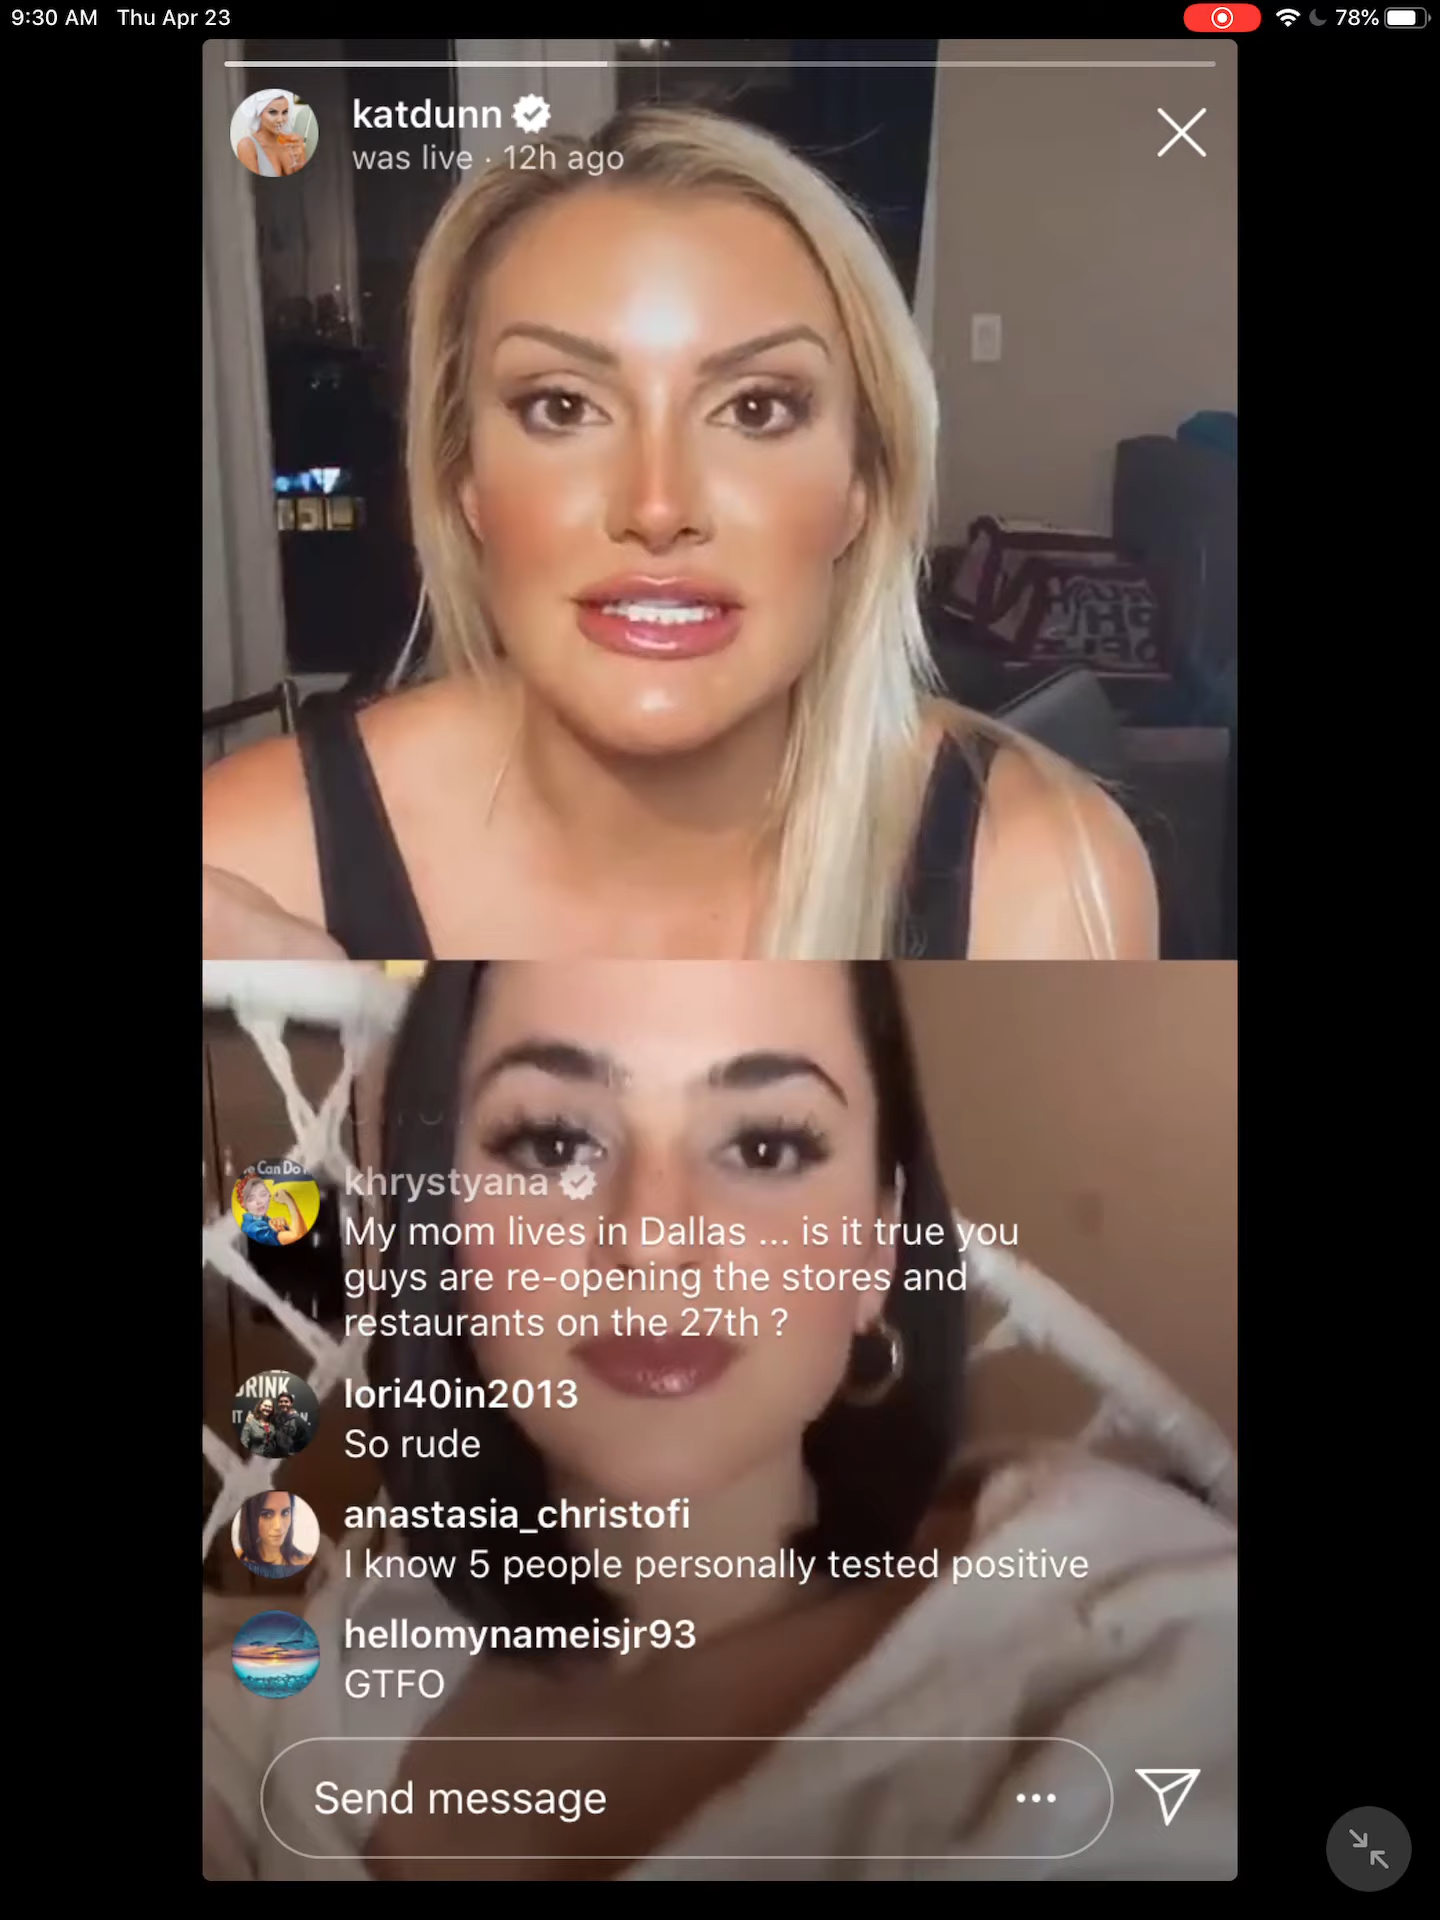 9:30 AM Thu Apr 23
78%
katdunn
was live · 12h ago
khrystyana
My mom lives in Dallas ... is it true you
guys are re-opening the stores and
restaurants on the 27th ?
lori40in2013
So rude
anastasia_christofi
I know 5 people personally tested positive
hellomynameisjr93
GTFO
Send message